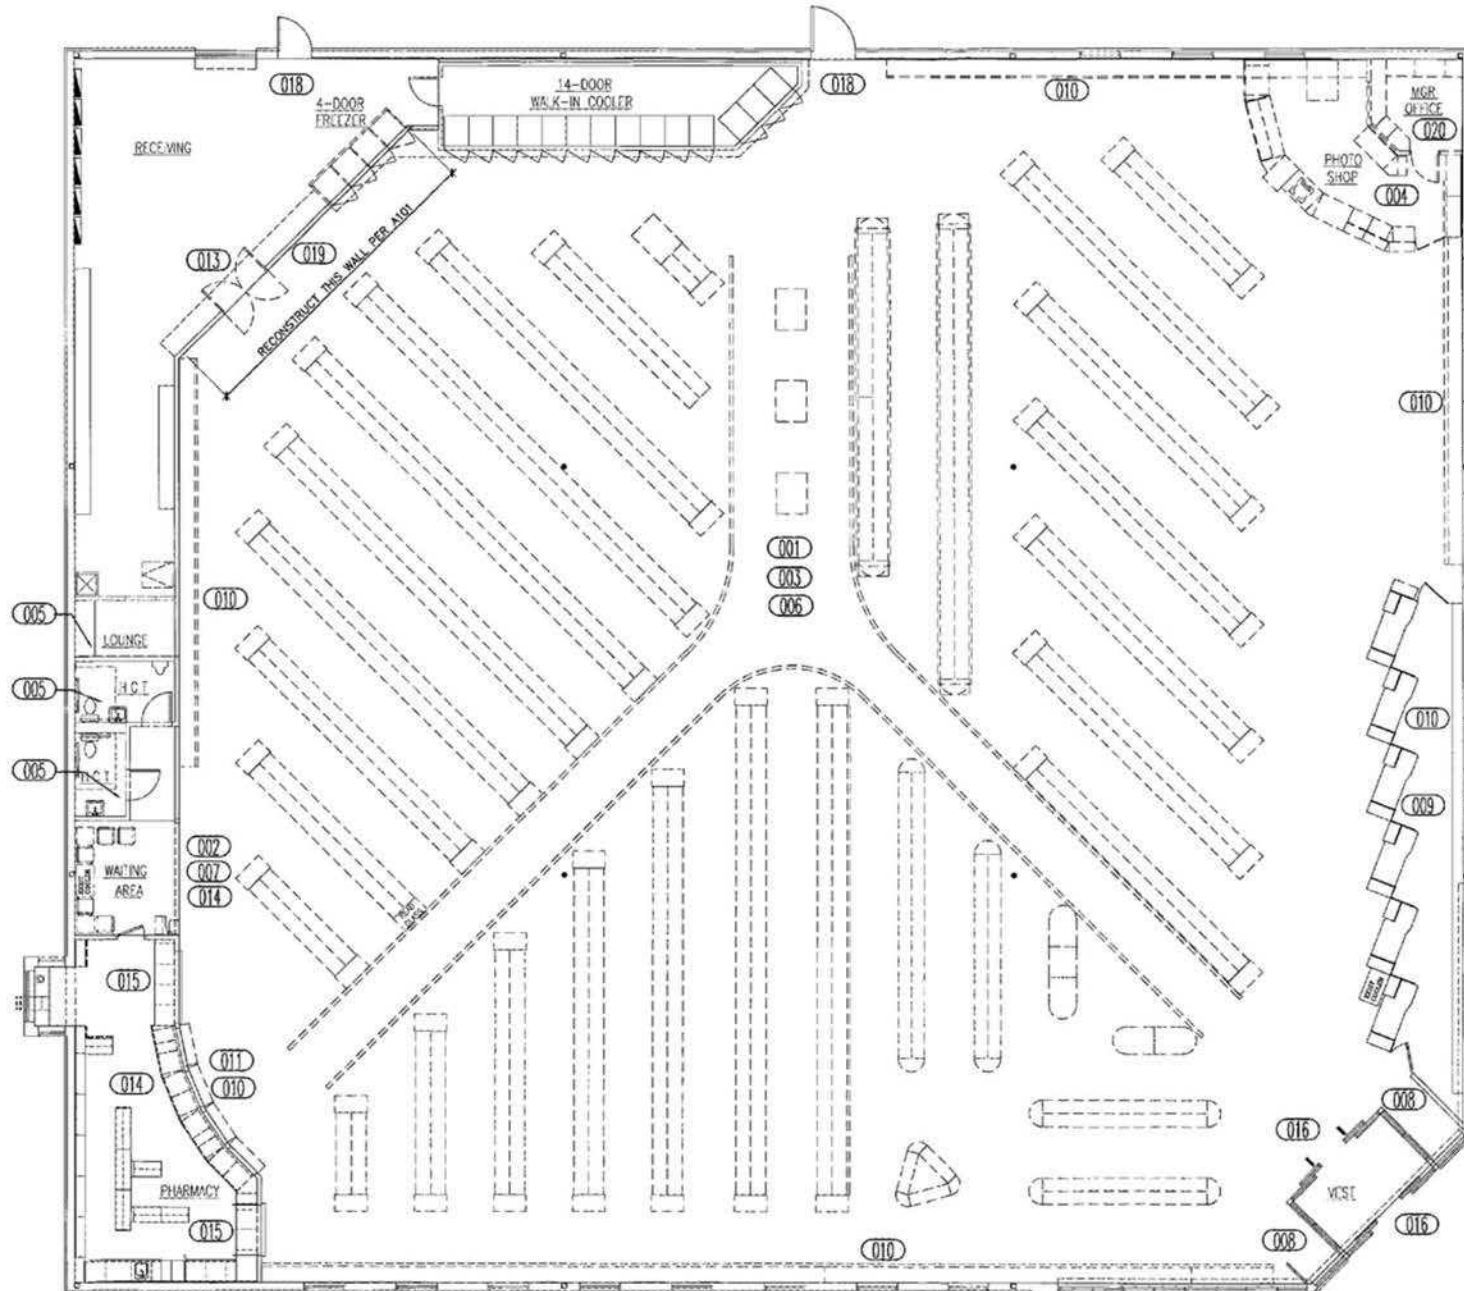 018
14-DOOR
WALK-IN COOLER
018
010
MGR
OFFICE
020
4-DOOR
FREEZER
RECEIVING
PHOTO
SHOP
004
013
019
RECONSTRUCT THIS WALL PER A101
010
001
003
006
010
005
LOUNGE
005
H.C.T.
010
005
H.C.T.
009
002
007
014
WAITING
AREA
015
011
010
014
008
016
PHARMACY
VEST
015
016
008
010